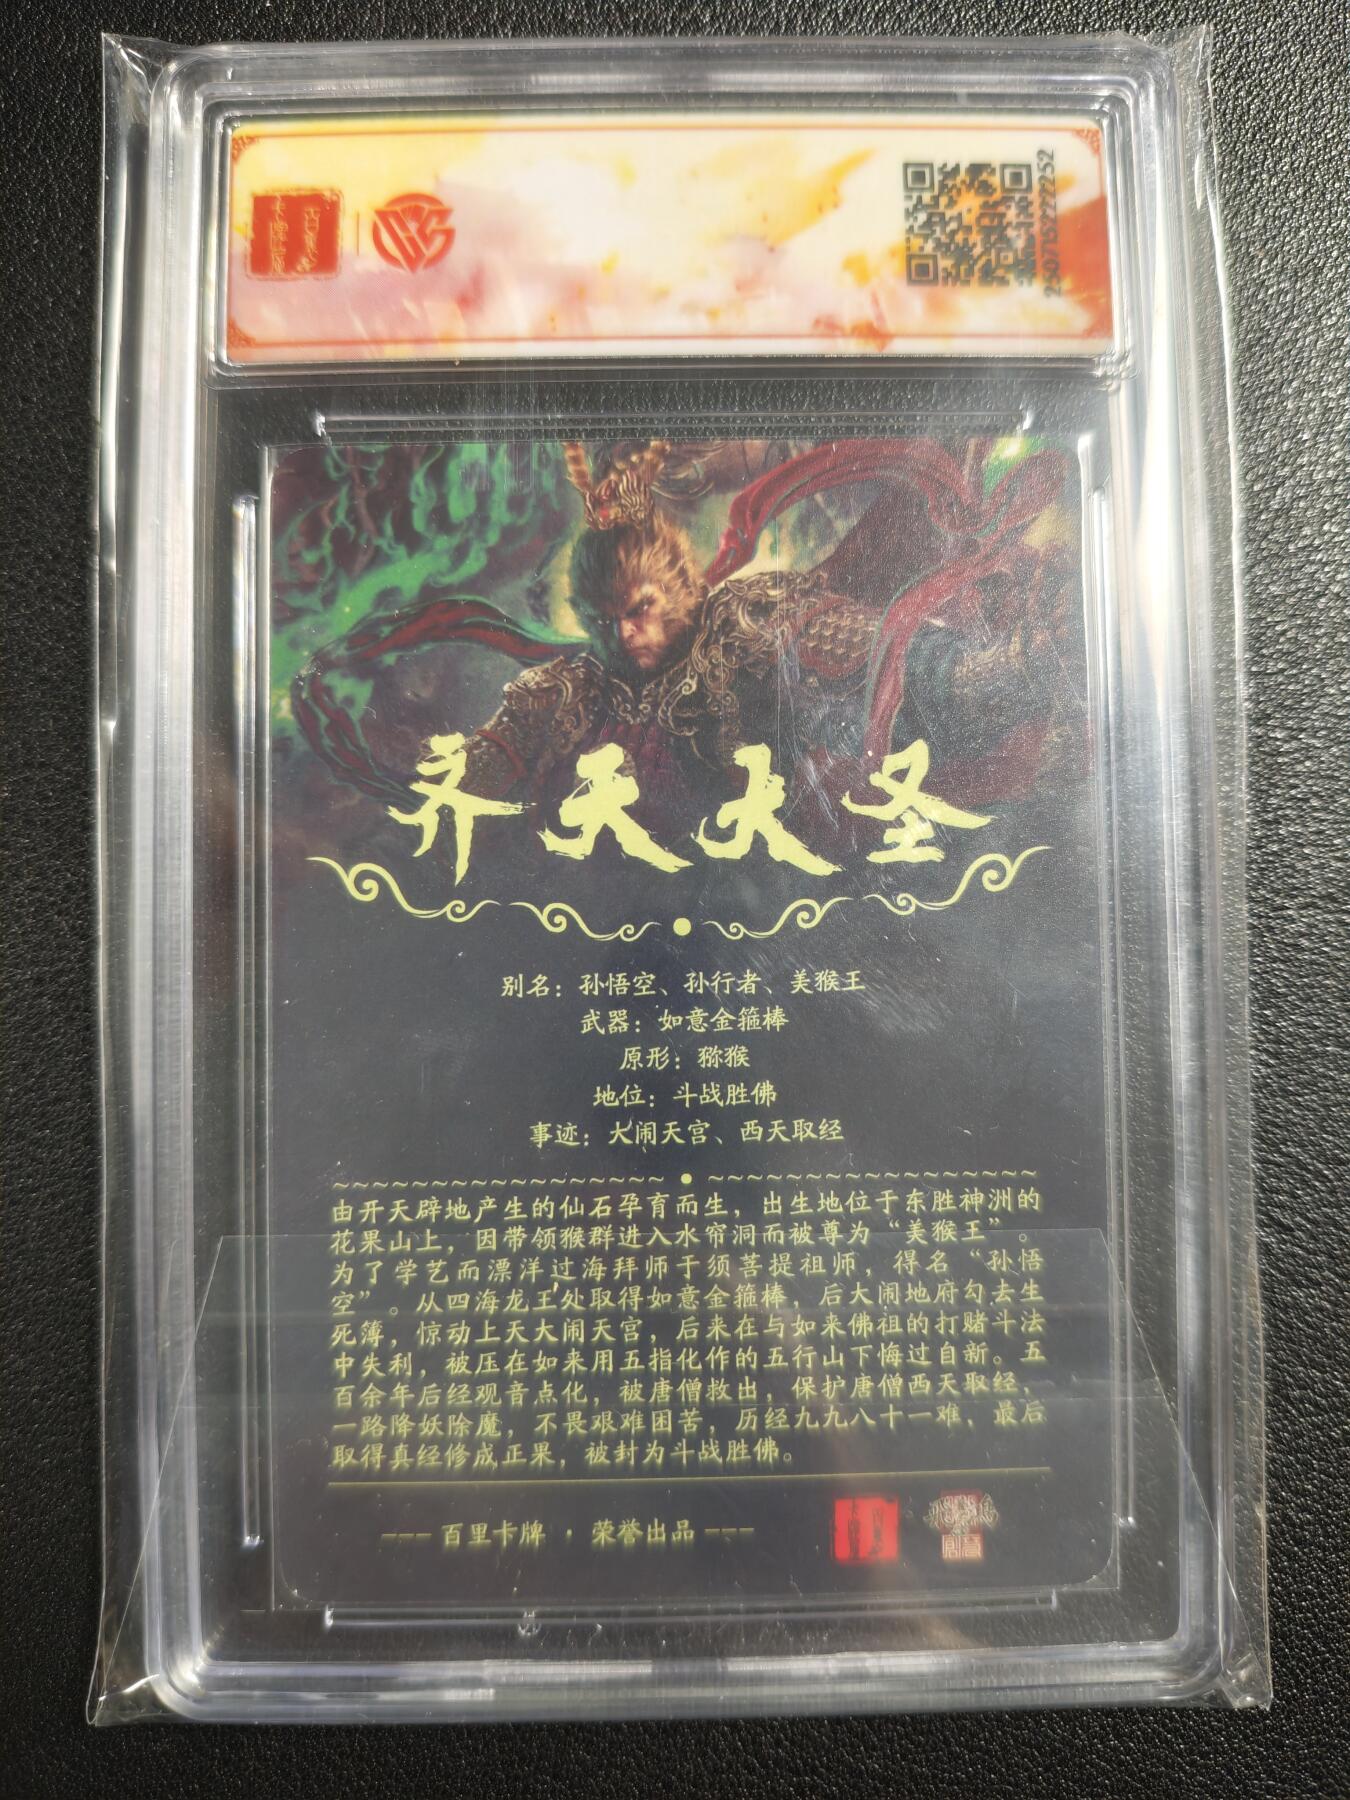 2507159222252
齐天大圣
别名：孙悟空、孙行者、美猴王
武器：如意金箍棒
原形：猕猴
地位：斗战胜佛
事迹：大闹天宫、西天取经
由开天辟地产生的仙石孕育而生，出生地位于东胜神洲的
花果山上，因带领猴群进入水帘洞而被尊为“美猴王”。
为了学艺而漂洋过海拜师于须菩提祖师，得名“孙悟
空”。从四海龙王处取得如意金箍棒，后大闹地府勾去生
死簿，惊动上天大闹天宫，后来在与如来佛祖的打赌斗法
中失利，被压在如来用五指化作的五行山下悔过自新。五
百余年后经观音点化，被唐僧救出，保护唐僧西天取经，
一路降妖除魔，不畏艰难困苦，历经九九八十一难，最后
取得真经修成正果，被封为斗战胜佛。
--- 百里卡牌 · 荣誉出品 ---